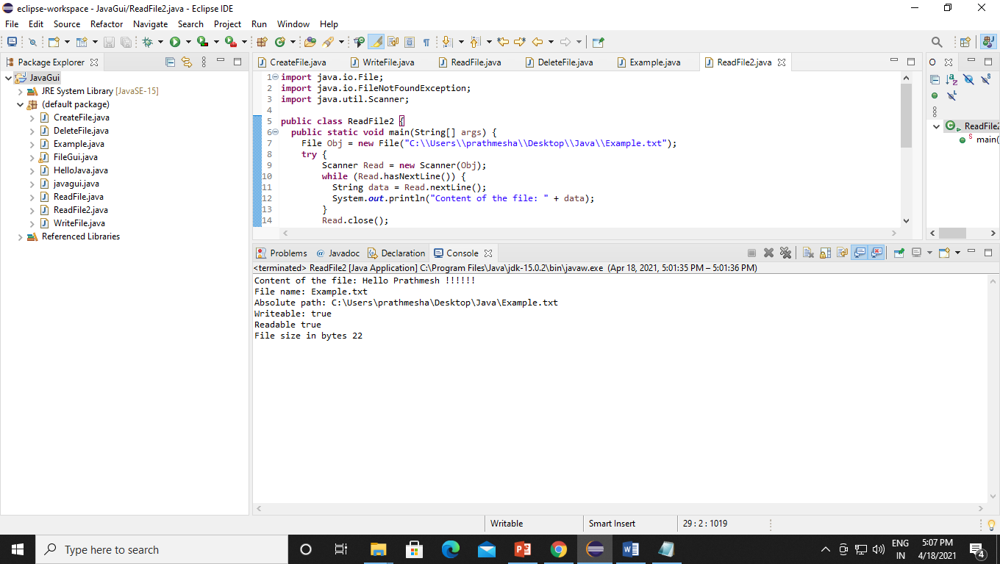 eclipse-workspace - JavaGui/ReadFile2.java - Eclipse IDE
File Edit Source Refactor Navigate Search Project Run Window Help
Package Explorer
JavaGui
JRE System Library [JavaSE-15]
(default package)
CreateFile.java
DeleteFile.java
Example.java
FileGui.java
HelloJava.java
javagui.java
ReadFile.java
ReadFile2.java
WriteFile.java
Referenced Libraries
CreateFile.java WriteFile.java ReadFile.java DeleteFile.java Example.java ReadFile2.java
1 import java.io.File;
2 import java.io.FileNotFoundException;
3 import java.util.Scanner;
4
5 public class ReadFile2 {
6 public static void main(String[] args) {
7 File Obj = new File("C:\\Users\\prathmesha\\Desktop\\Java\\Example.txt");
8 try {
9 Scanner Read = new Scanner(Obj);
10 while (Read.hasNextLine()) {
11 String data = Read.nextLine();
12 System.out.println("Content of the file: " + data);
13 }
14 Read.close();
O
ReadFile2
main(
Problems @ Javadoc Declaration Console
<terminated> ReadFile2 [Java Application] C:\Program Files\Java\jdk-15.0.2\bin\javaw.exe (Apr 18, 2021, 5:01:35 PM – 5:01:36 PM)
Content of the file: Hello Prathmesh !!!!!!
File name: Example.txt
Absolute path: C:\Users\prathmesha\Desktop\Java\Example.txt
Writeable: true
Readable true
File size in bytes 22
Writable Smart Insert 29 : 2 : 1019
Type here to search
ENG
IN
5:07 PM
4/18/2021
4